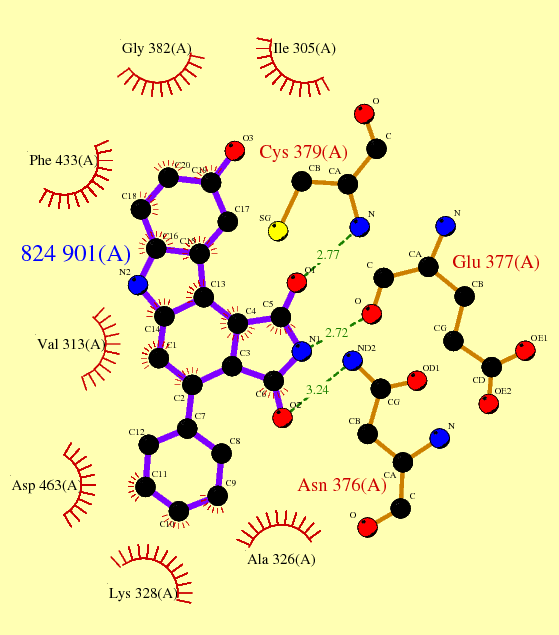 Gly 382(A)
Ile 305(A)
O
C
Phe 433(A)
O3
Cys 379(A)
C20
C19
CB
CA
C18
C17
SG
N
N
824 901(A)
C16
CA
Glu 377(A)
N2
2.77
C
CB
C13
O
C14
C4
C5
2.72
CG
Val 313(A)
C1
N1
ND2
OE1
C3
OD1
CD
C2
C6
3.24
CG
OE2
O2
C7
CB
N
C12
C8
CA
Asp 463(A)
C11
C9
Asn 376(A)
C10
C
O
Ala 326(A)
Lys 328(A)